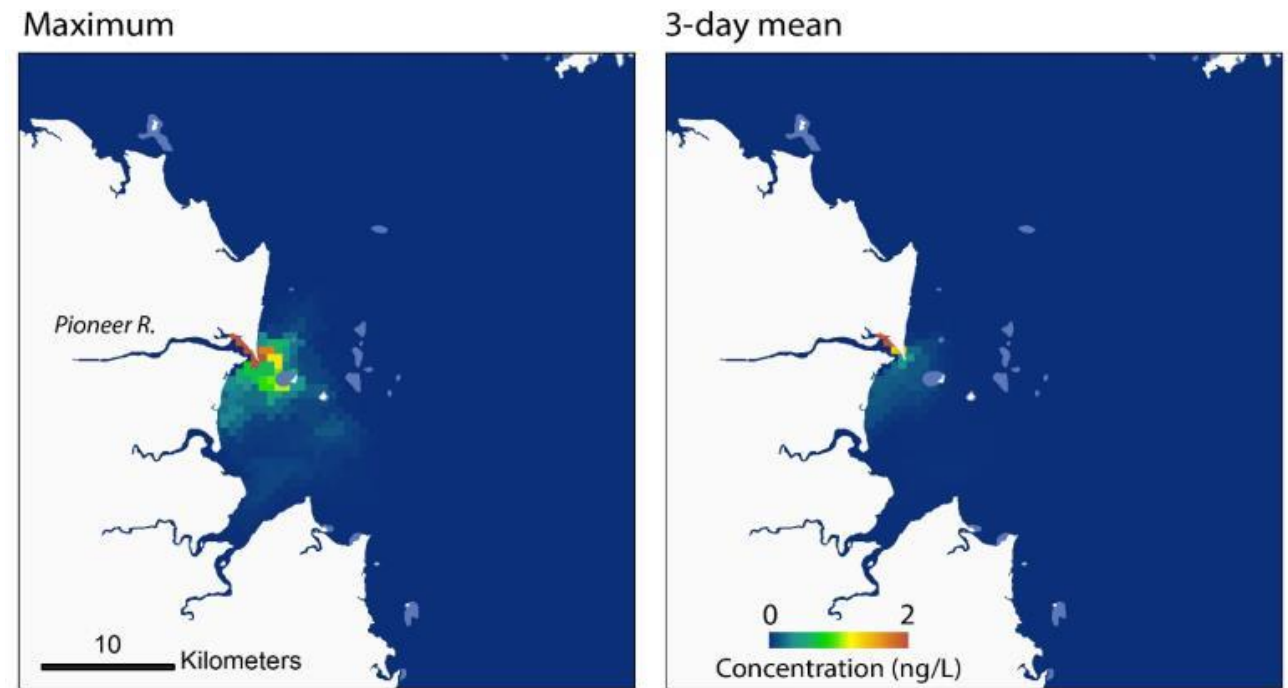 Maximum
3-day mean
Pioneer R.
10
Kilometers
0 2
Concentration (ng/L)